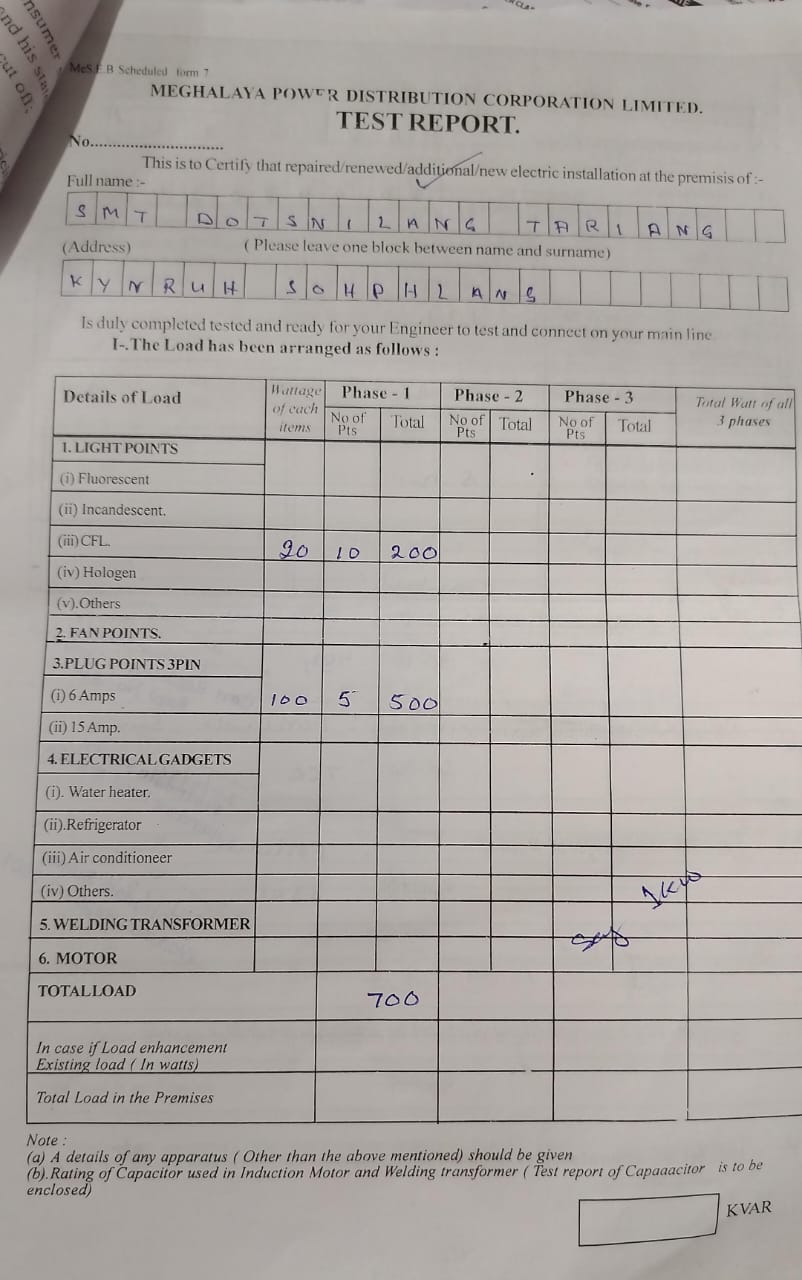 nsumer
nd his sta
cut off;
MeS.E.B Scheduled form 7
MEGHALAYA POWER DISTRIBUTION CORPORATION LIMITED.
TEST REPORT.
No..............................
This is to Certify that repaired/renewed/additional/new electric installation at the premisis of :-
Full name :-
SMT DOTSNILANG TARIANG
(Address) ( Please leave one block between name and surname)
KYNRUH SOHPHLANG
Is duly completed tested and ready for your Engineer to test and connect on your main line
I-.The Load has been arranged as follows :
Details of Load Wattage of each items Phase - 1 Phase - 2 Phase - 3 Total Watt of all 3 phases
No of Pts Total No of Pts Total No of Pts Total
1. LIGHT POINTS
(i) Fluorescent
(ii) Incandescent.
(iii) CFL. 20 10 200
(iv) Hologen
(v).Others
2. FAN POINTS.
3.PLUG POINTS 3PIN
(i) 6 Amps 100 5 500
(ii) 15 Amp.
4. ELECTRICAL GADGETS
(i). Water heater.
(ii).Refrigerator
(iii) Air conditioneer
(iv) Others. 1KW
5. WELDING TRANSFORMER
6. MOTOR
TOTAL LOAD 700
In case if Load enhancement
Existing load ( In watts)
Total Load in the Premises
Note :
(a) A details of any apparatus ( Other than the above mentioned) should be given
(b).Rating of Capacitor used in Induction Motor and Welding transformer ( Test report of Capaaacitor is to be
enclosed)
KVAR